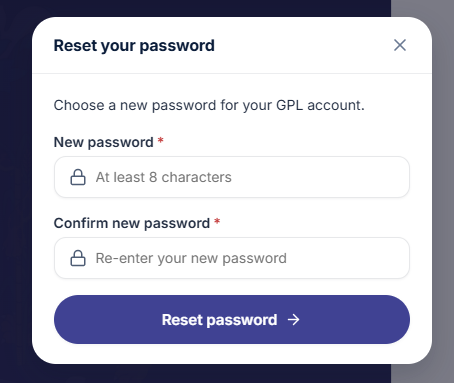 Reset your password
Choose a new password for your GPL account.
New password *
At least 8 characters
Confirm new password *
Re-enter your new password
Reset password →